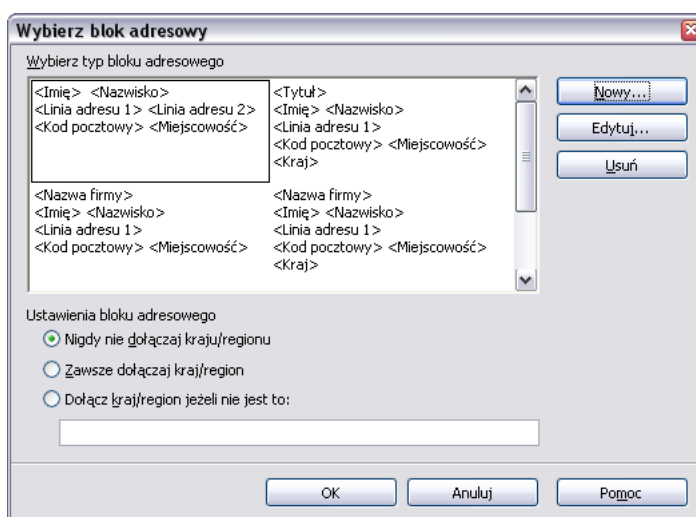 Wybierz blok adresowy
Wybierz typ bloku adresowego
<Imię> <Nazwisko>
<Linia adresu 1> <Linia adresu 2>
<Kod pocztowy> <Miejscowość>
<Tytuł>
<Imię> <Nazwisko>
<Linia adresu 1>
<Kod pocztowy> <Miejscowość>
<Kraj>
<Nazwa firmy>
<Imię> <Nazwisko>
<Linia adresu 1>
<Kod pocztowy> <Miejscowość>
<Nazwa firmy>
<Imię> <Nazwisko>
<Linia adresu 1>
<Kod pocztowy> <Miejscowość>
<Kraj>
Nowy...
Edytuj...
Usuń
Ustawienia bloku adresowego
Nigdy nie dołączaj kraju/regionu
Zawsze dołączaj kraj/region
Dołącz kraj/region jeżeli nie jest to:
OK
Anuluj
Pomoc